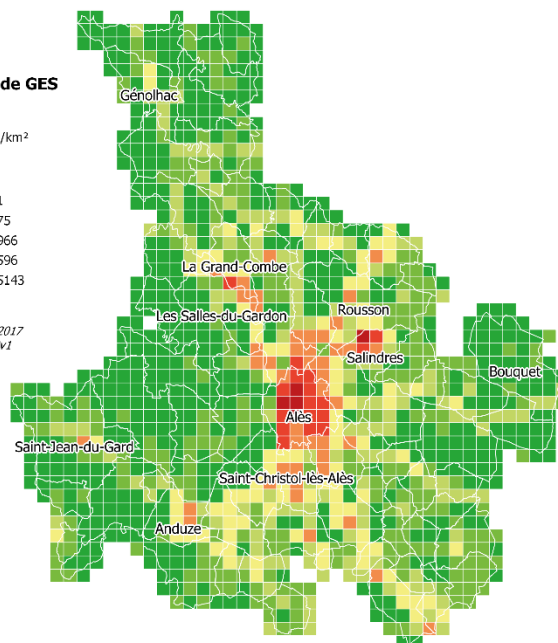 de GES
/km²
75
966
596
5143
2017
v1
Génolhac
La Grand-Combe
Les Salles-du-Gardon
Rousson
Salindres
Bouquet
Alès
Saint-Jean-du-Gard
Saint-Christol-lès-Alès
Anduze